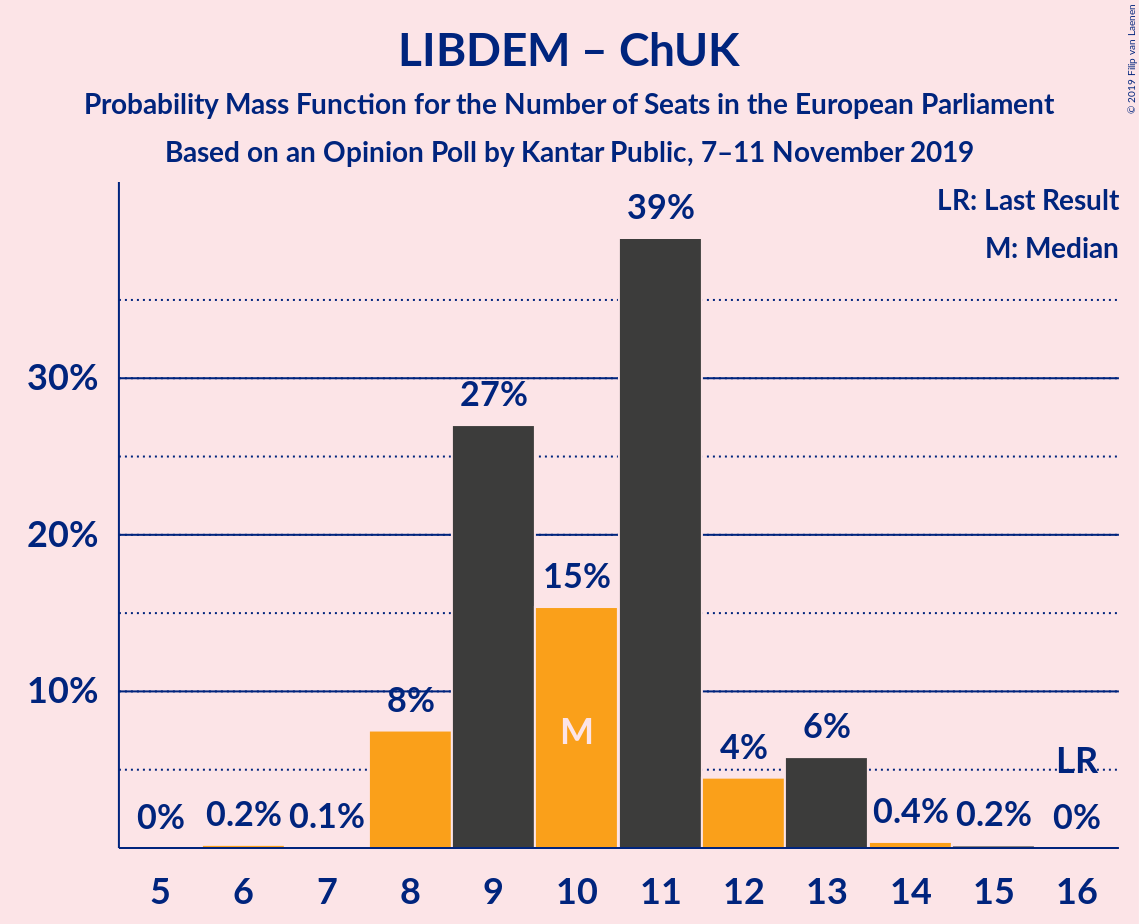 LIBDEM – ChUK
Probability Mass Function for the Number of Seats in the European Parliament
Based on an Opinion Poll by Kantar Public, 7–11 November 2019
© 2019 Filip van Laenen
LR: Last Result
M: Median
39%
30%
27%
20%
15%
10%
8%
M
4%
6%
LR
0%
0.2%
0.1%
0.4%
0.2%
0%
5 6 7 8 9 10 11 12 13 14 15 16